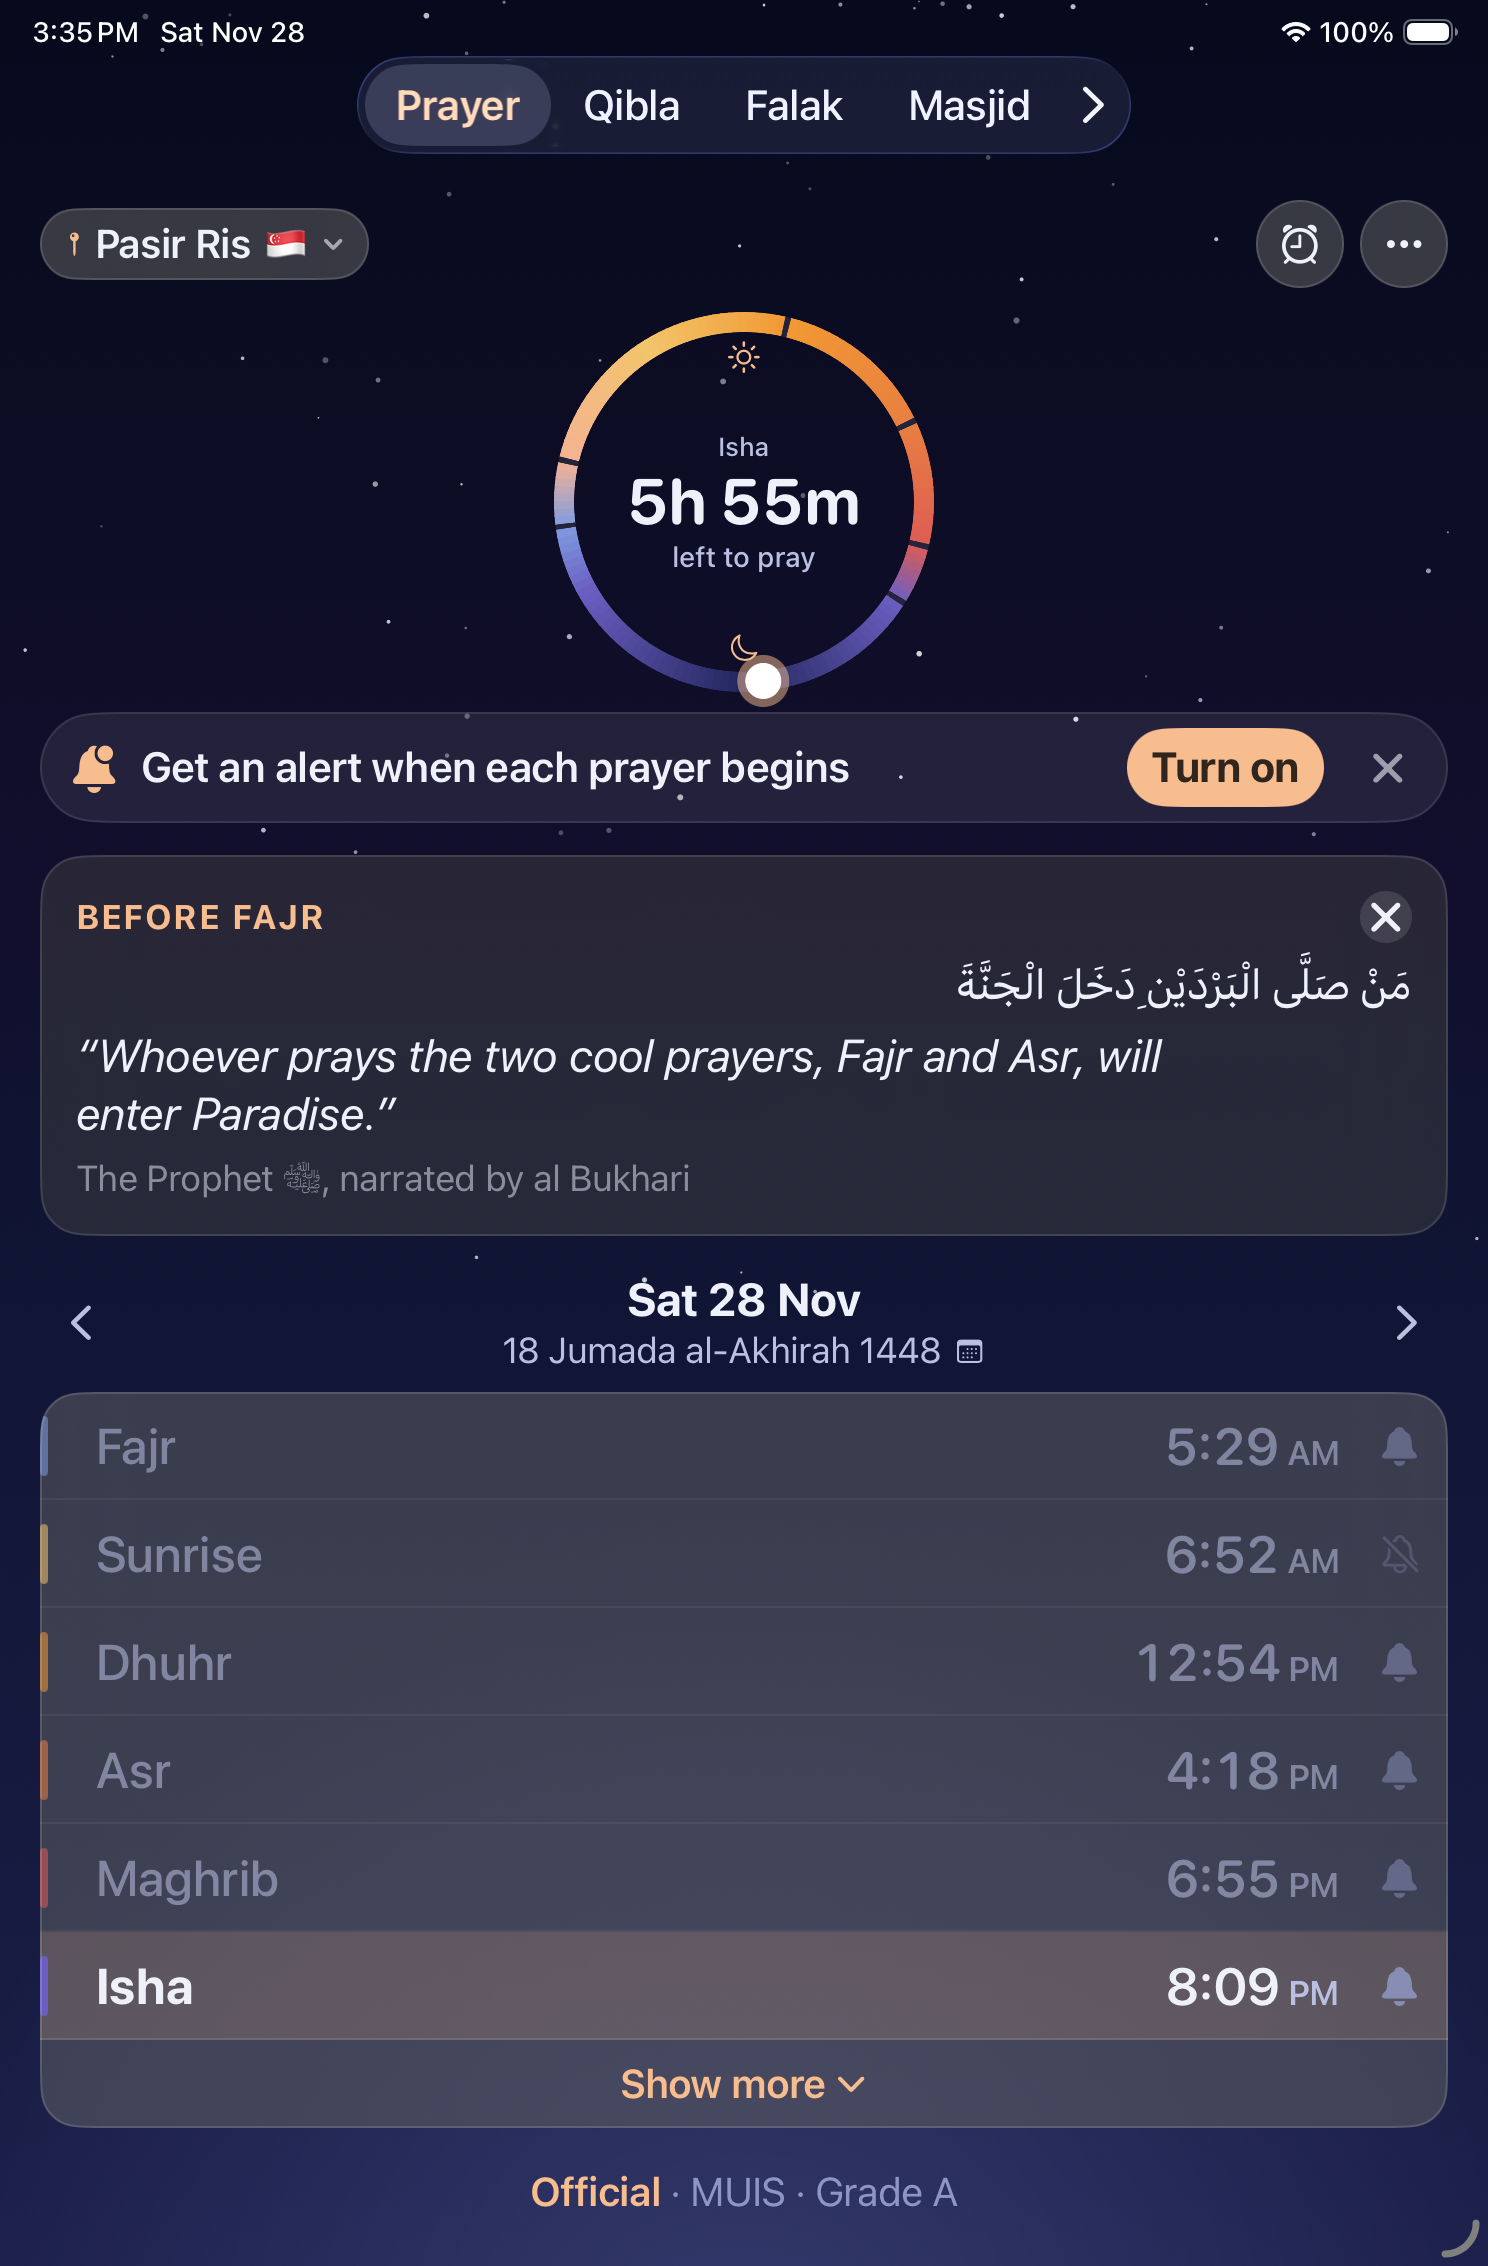 3:35 PM Sat Nov 28
100%
Prayer Qibla Falak Masjid
Pasir Ris 🇸🇬
Isha
5h 55m
left to pray
Get an alert when each prayer begins
Turn on
BEFORE FAJR
مَنْ صَلَّى الْبَرْدَيْنِ دَخَلَ الْجَنَّةَ
“Whoever prays the two cool prayers, Fajr and Asr, will
enter Paradise.”
The Prophet ﷺ, narrated by al Bukhari
Sat 28 Nov
18 Jumada al-Akhirah 1448
Fajr 5:29 AM
Sunrise 6:52 AM
Dhuhr 12:54 PM
Asr 4:18 PM
Maghrib 6:55 PM
Isha 8:09 PM
Show more
Official · MUIS · Grade A